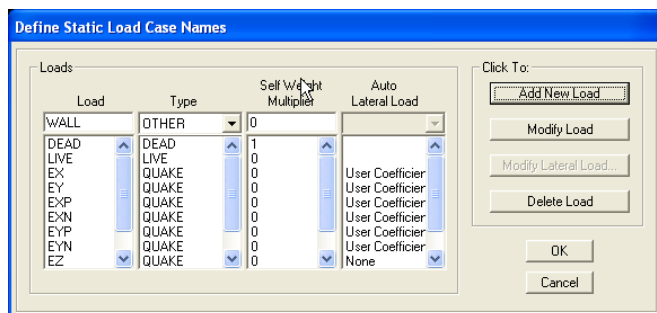 Define Static Load Case Names
Loads
Click To:
Load Type Self Weight Multiplier Auto Lateral Load
WALL OTHER 0
DEAD DEAD 1
LIVE LIVE 0
EX QUAKE 0 User Coefficier
EY QUAKE 0 User Coefficier
EXP QUAKE 0 User Coefficier
EXN QUAKE 0 User Coefficier
EYP QUAKE 0 User Coefficier
EYN QUAKE 0 User Coefficier
EZ QUAKE 0 None
Add New Load
Modify Load
Modify Lateral Load...
Delete Load
OK
Cancel